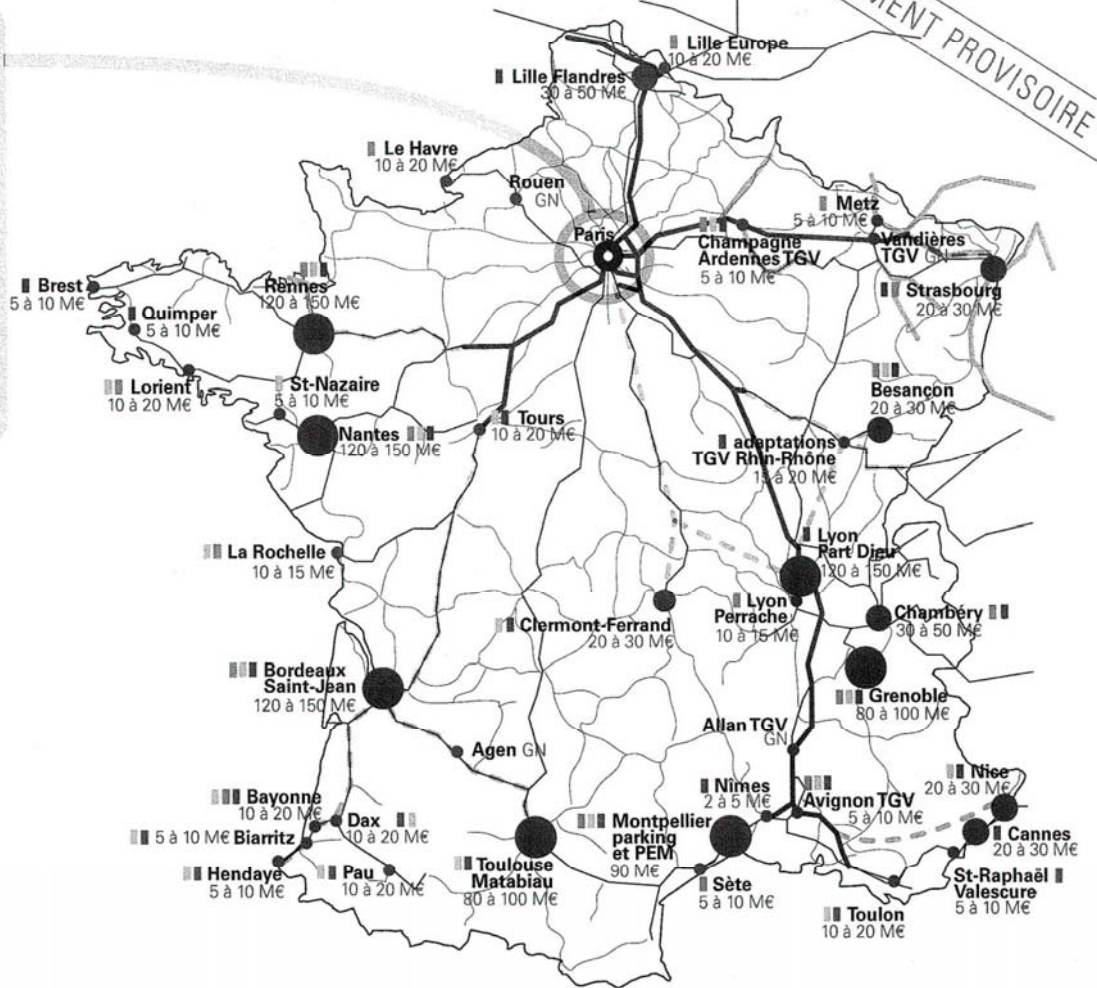 MENT PROVISOIRE
Lille Europe
10 à 20 M€
Lille Flandres
30 à 50 M€
Le Havre
10 à 20 M€
Rouen
GN
Paris
Metz
5 à 10 M€
Champagne
Ardennes TGV
5 à 10 M€
Vandières
TGV GN
Strasbourg
20 à 30 M€
Brest
5 à 10 M€
Rennes
120 à 150 M€
Quimper
5 à 10 M€
Lorient
10 à 20 M€
St-Nazaire
5 à 10 M€
Nantes
120 à 150 M€
Tours
10 à 20 M€
Besançon
20 à 30 M€
adaptations
TGV Rhin-Rhône
15 à 20 M€
La Rochelle
10 à 15 M€
Lyon
Part Dieu
120 à 150 M€
Clermont-Ferrand
20 à 30 M€
Lyon
Perrache
10 à 15 M€
Chambéry
30 à 50 M€
Bordeaux
Saint-Jean
120 à 150 M€
Grenoble
80 à 100 M€
Allan TGV
GN
Agen GN
Bayonne
10 à 20 M€
Dax
10 à 20 M€
5 à 10 M€ Biarritz
Hendaye
5 à 10 M€
Pau
10 à 20 M€
Toulouse
Matabiau
80 à 100 M€
Montpellier
parking
et PEM
90 M€
Nîmes
2 à 5 M€
Avignon TGV
5 à 10 M€
Nice
20 à 30 M€
Cannes
20 à 30 M€
Sète
5 à 10 M€
St-Raphaël
Valescure
5 à 10 M€
Toulon
10 à 20 M€